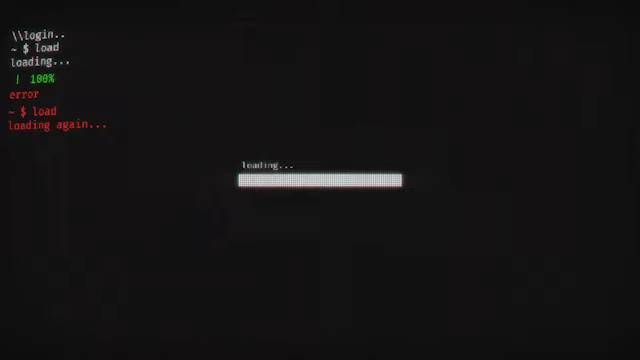 \\login..
~ $ load
loading...
| 100%
error
~ $ load
loading again...
loading...